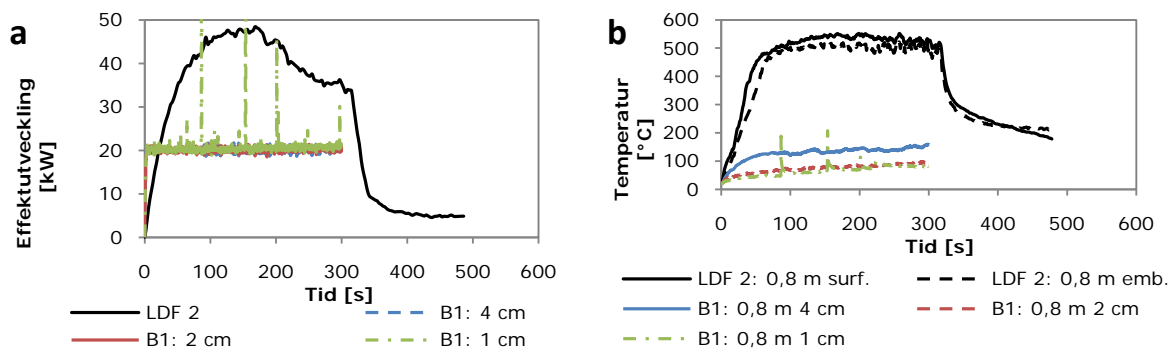 a
Effektutveckling
[kW]
50
40
30
20
10
0
0 100 200 300 400 500 600
Tid [s]
LDF 2
B1: 4 cm
B1: 2 cm
B1: 1 cm
b
Temperatur
[°C]
600
500
400
300
200
100
0
0 100 200 300 400 500 600
Tid [s]
LDF 2: 0,8 m surf.
LDF 2: 0,8 m emb.
B1: 0,8 m 4 cm
B1: 0,8 m 2 cm
B1: 0,8 m 1 cm